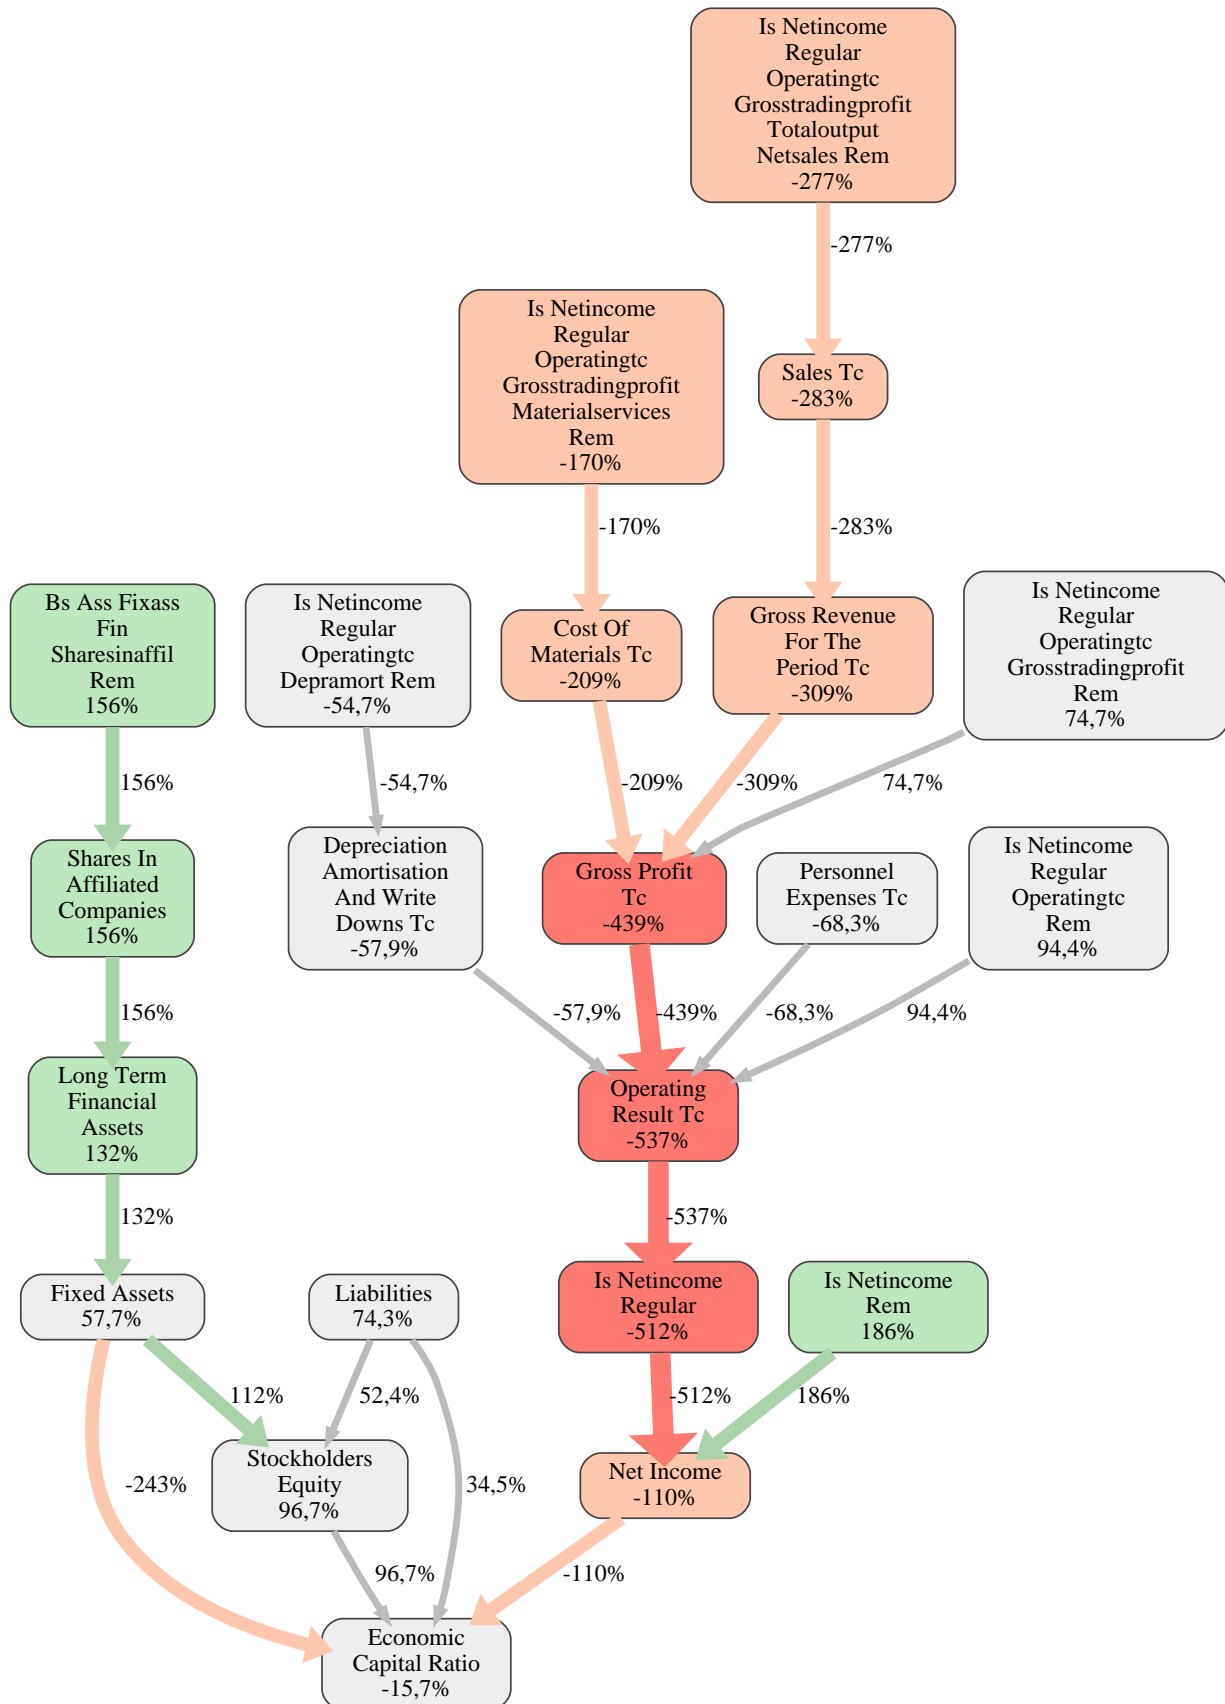 Is Netincome
Regular
Operatingtc
Grosstradingprofit
Totaloutput
Netsales Rem
-277%
-277%
Is Netincome
Regular
Operatingtc
Grosstradingprofit
Materialservices
Rem
-170%
Sales Tc
-283%
-170%
-283%
Bs Ass Fixass
Fin
Sharesinaffil
Rem
156%
Is Netincome
Regular
Operatingtc
Depramort Rem
-54,7%
Cost Of
Materials Tc
-209%
Gross Revenue
For The
Period Tc
-309%
Is Netincome
Regular
Operatingtc
Grosstradingprofit
Rem
74,7%
156%
-54,7%
-209%
-309%
74,7%
Shares In
Affiliated
Companies
156%
Depreciation
Amortisation
And Write
Downs Tc
-57,9%
Gross Profit
Tc
-439%
Personnel
Expenses Tc
-68,3%
Is Netincome
Regular
Operatingtc
Rem
94,4%
156%
-57,9%
-439%
-68,3%
94,4%
Long Term
Financial
Assets
132%
Operating
Result Tc
-537%
132%
-537%
Fixed Assets
57,7%
Liabilities
74,3%
Is Netincome
Regular
-512%
Is Netincome
Rem
186%
112%
52,4%
-512%
186%
Stockholders
Equity
96,7%
Net Income
-110%
-243%
34,5%
96,7%
-110%
Economic
Capital Ratio
-15,7%